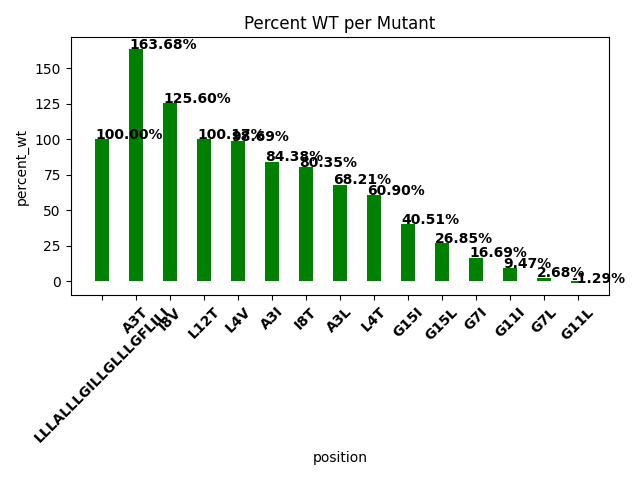 Percent WT per Mutant
163.68%
125.60%
100.00%
100.17%
98.69%
84.38%
80.35%
68.21%
60.90%
40.51%
26.85%
16.69%
9.47%
2.68%
-1.29%
150
125
100
75
50
25
0
percent_wt
A3T
I8V
L12T
L4V
A3I
I8T
A3L
L4T
G15I
G15L
G7I
G11I
G7L
G11L
position